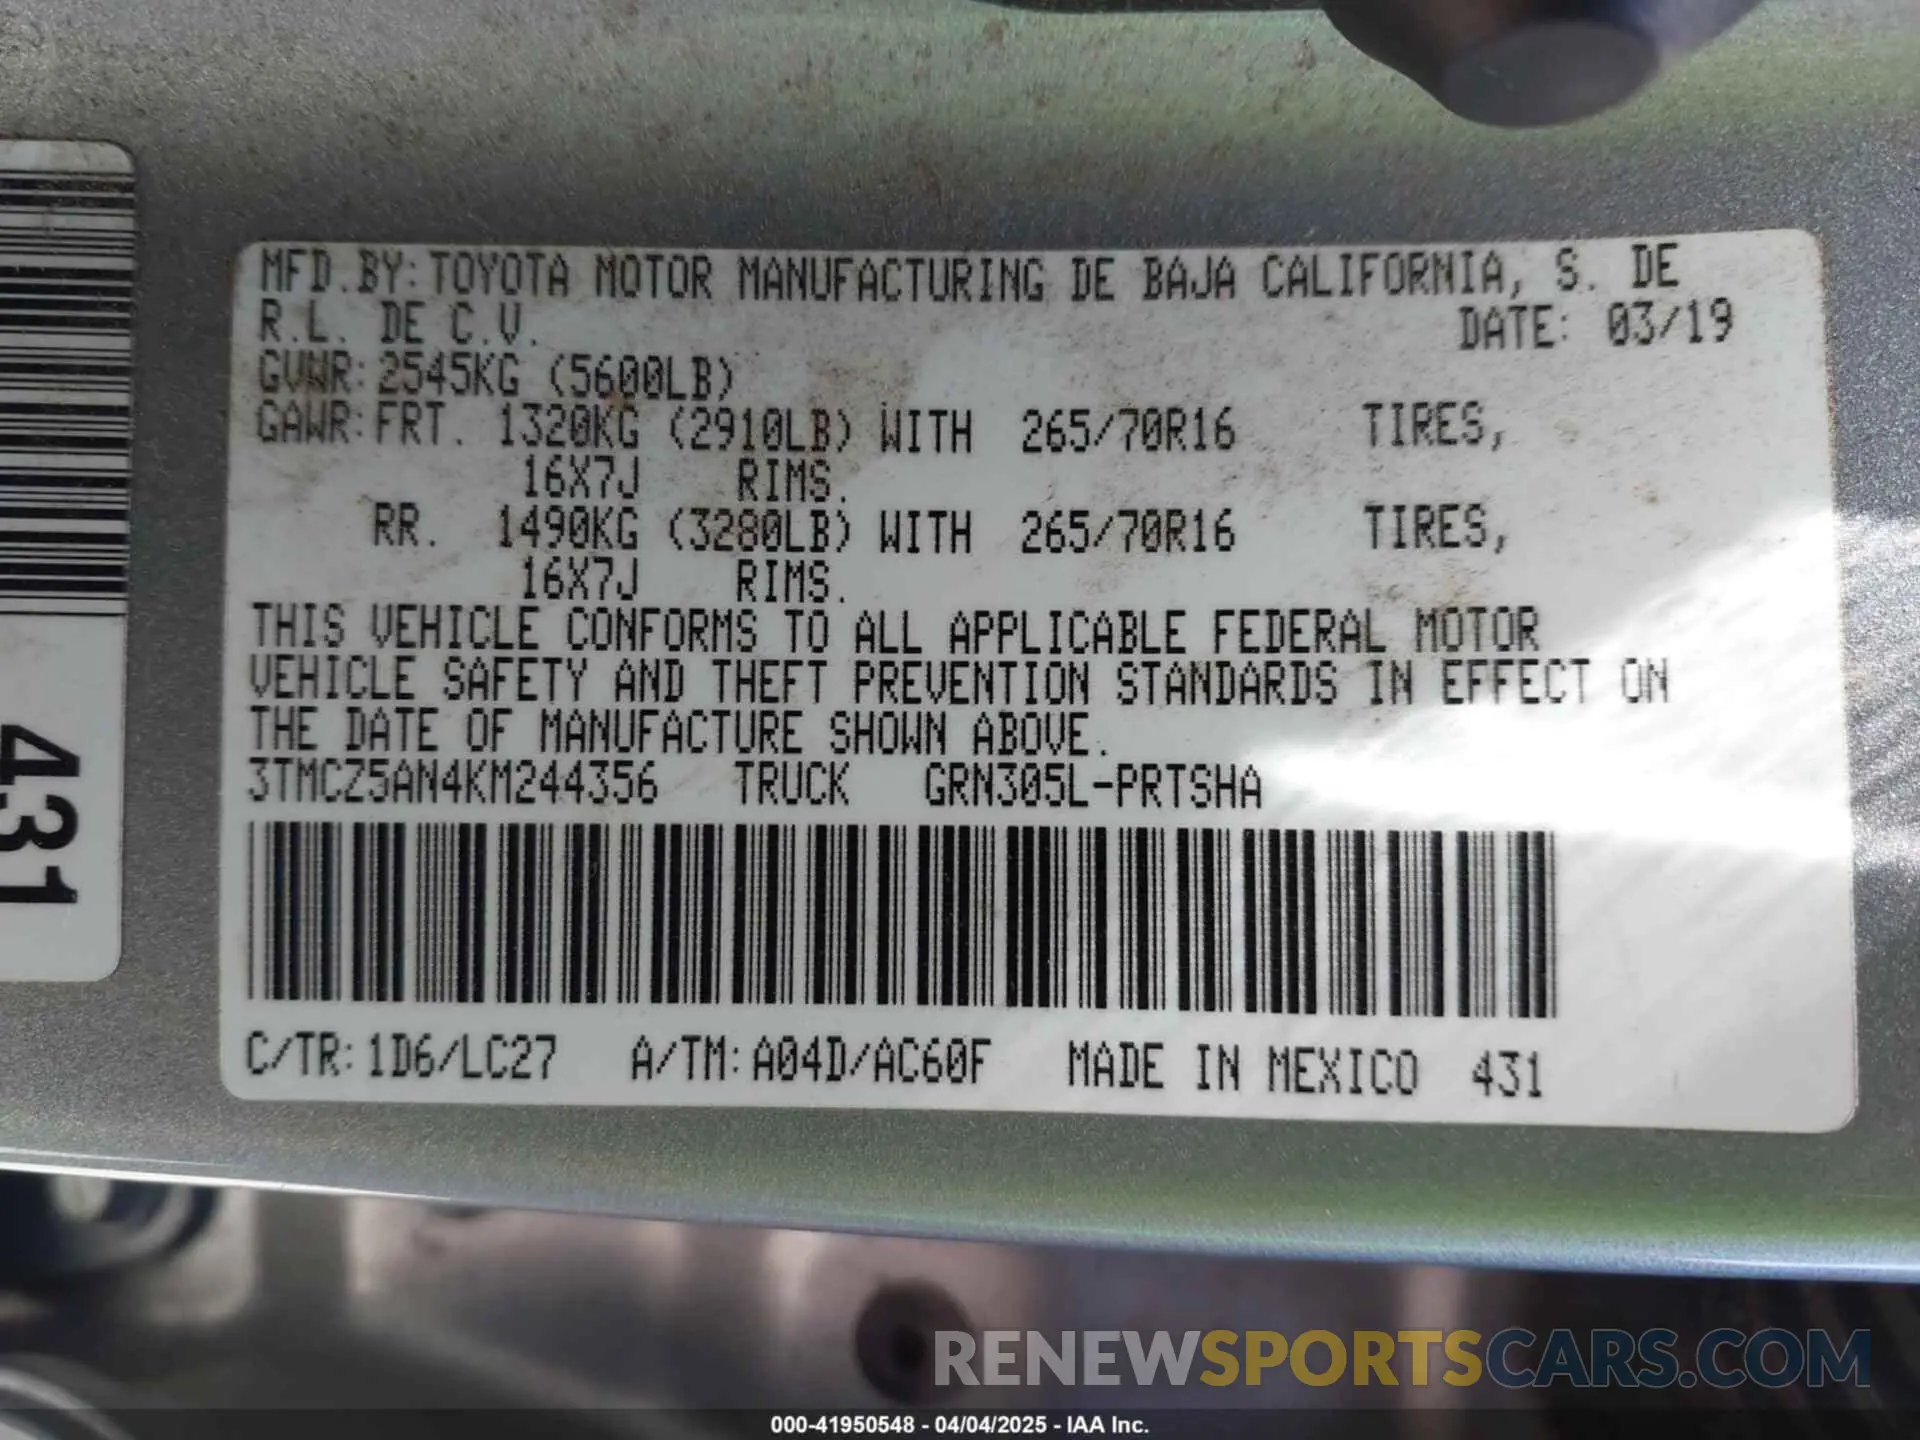 MFD.BY:TOYOTA MOTOR MANUFACTURING DE BAJA CALIFORNIA, S. DE
R.L. DE C.V. DATE: 03/19
GVWR:2545KG (5600LB)
GAWR:FRT. 1320KG (2910LB) WITH 265/70R16 TIRES,
16X7J RIMS.
RR. 1490KG (3280LB) WITH 265/70R16 TIRES,
16X7J RIMS.
THIS VEHICLE CONFORMS TO ALL APPLICABLE FEDERAL MOTOR
VEHICLE SAFETY AND THEFT PREVENTION STANDARDS IN EFFECT ON
THE DATE OF MANUFACTURE SHOWN ABOVE.
3TMCZ5AN4KM244356 TRUCK GRN305L-PRTSHA
C/TR:1D6/LC27 A/TM:A04D/AC60F MADE IN MEXICO 431
431
RENEWSPORTSCARS.COM
000-41950548 - 04/04/2025 - IAA Inc.